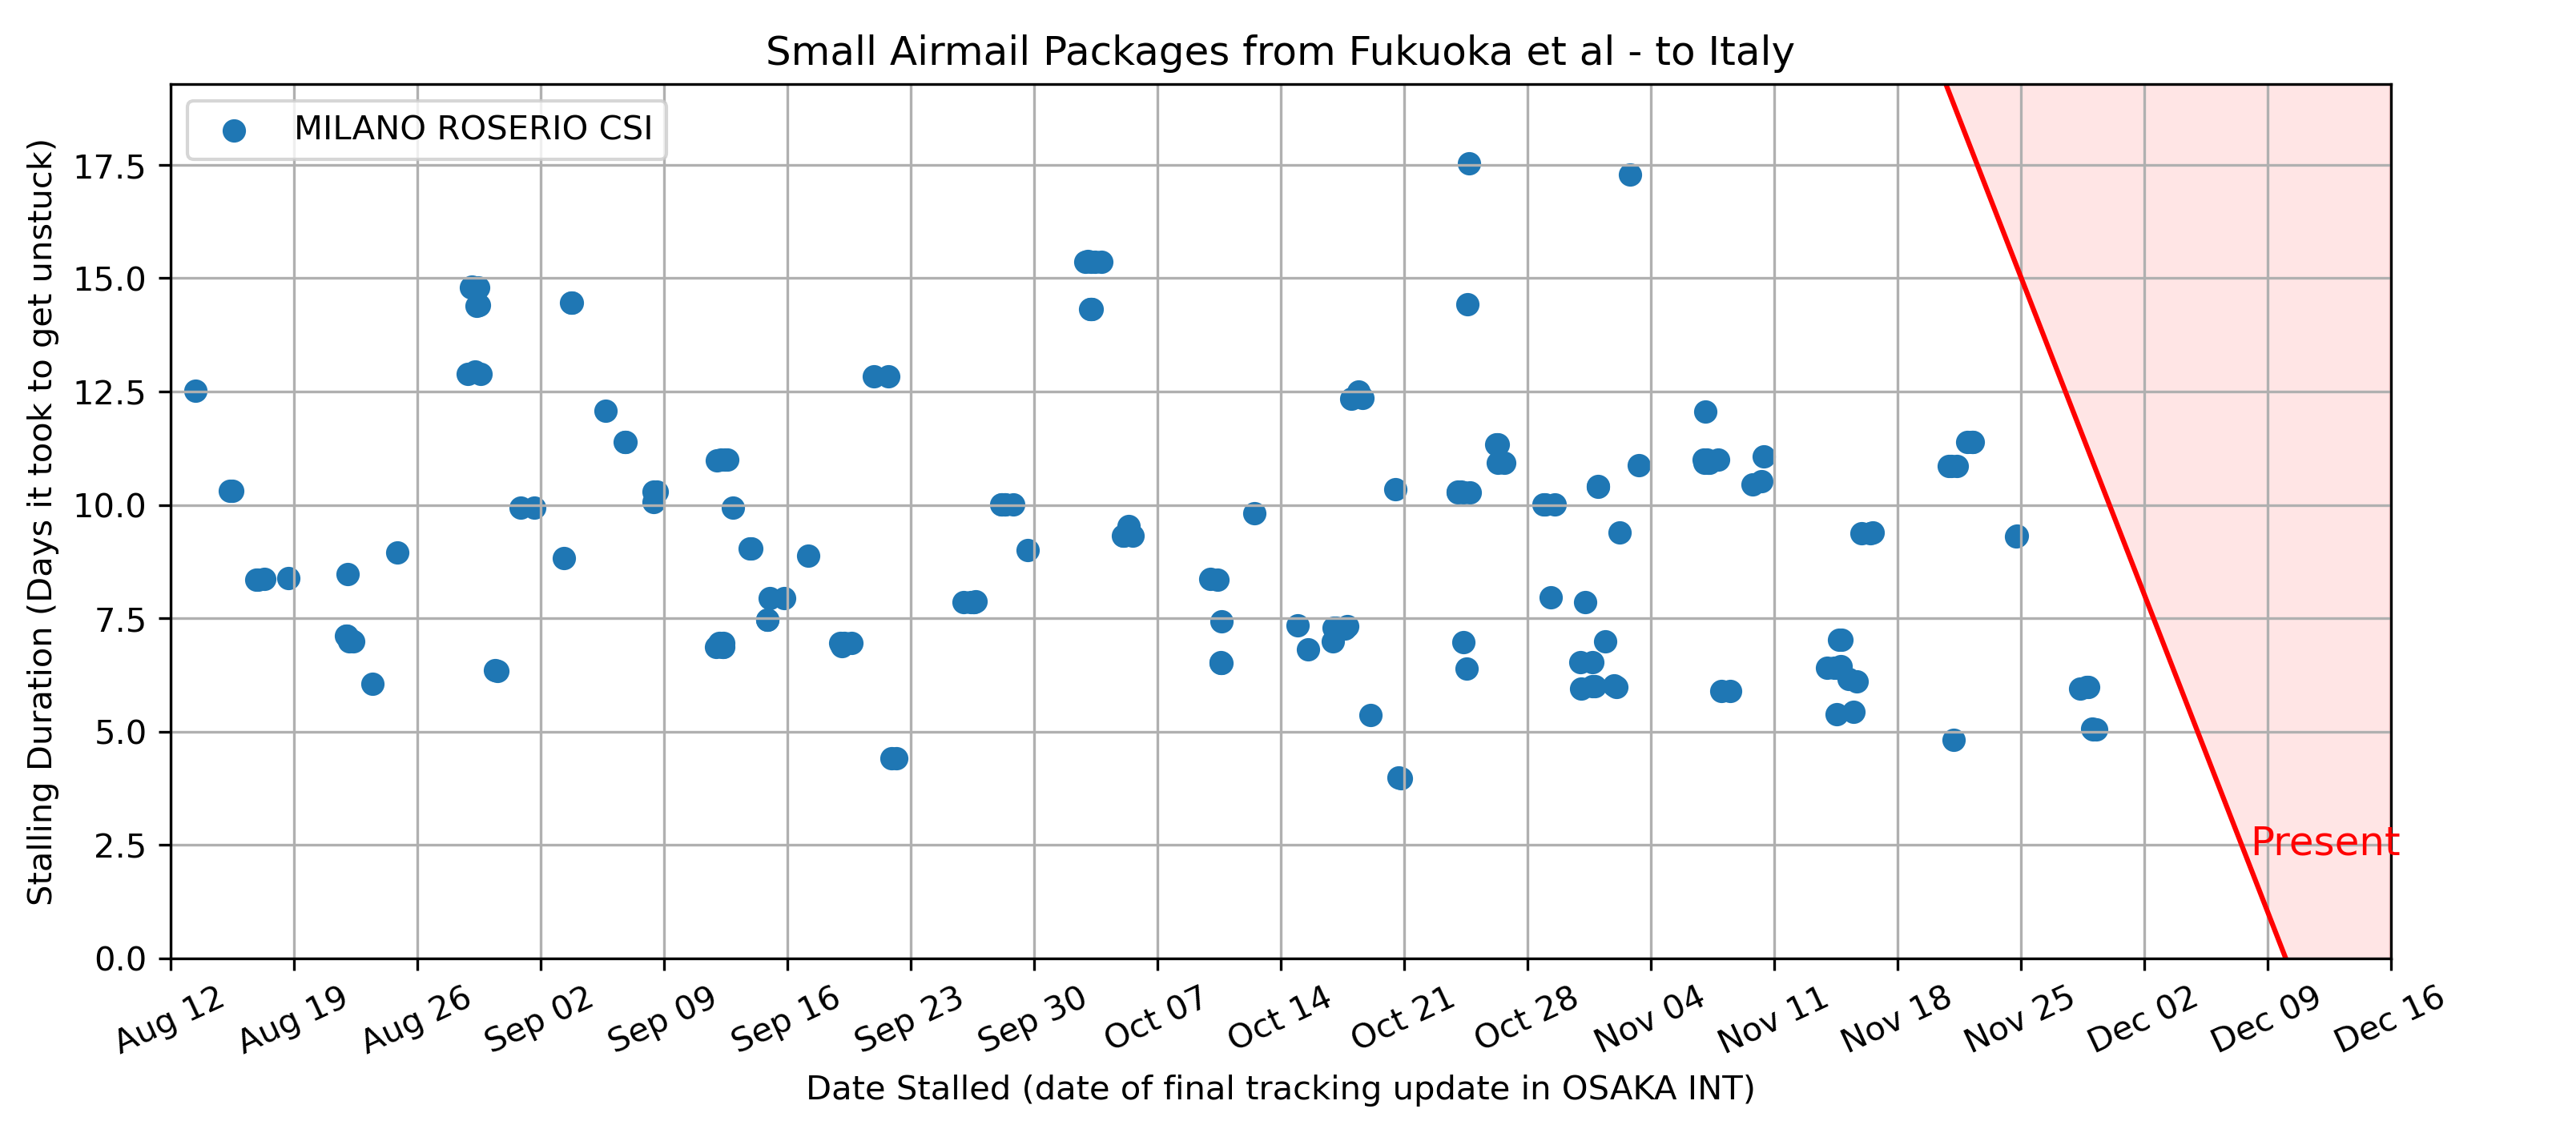 Small Airmail Packages from Fukuoka et al - to Italy
MILANO ROSERIO CSI
Stalling Duration (Days it took to get unstuck)
17.5
15.0
12.5
10.0
7.5
5.0
2.5
0.0
Present
Aug 12
Aug 19
Aug 26
Sep 02
Sep 09
Sep 16
Sep 23
Sep 30
Oct 07
Oct 14
Oct 21
Oct 28
Nov 04
Nov 11
Nov 18
Nov 25
Dec 02
Dec 09
Dec 16
Date Stalled (date of final tracking update in OSAKA INT)